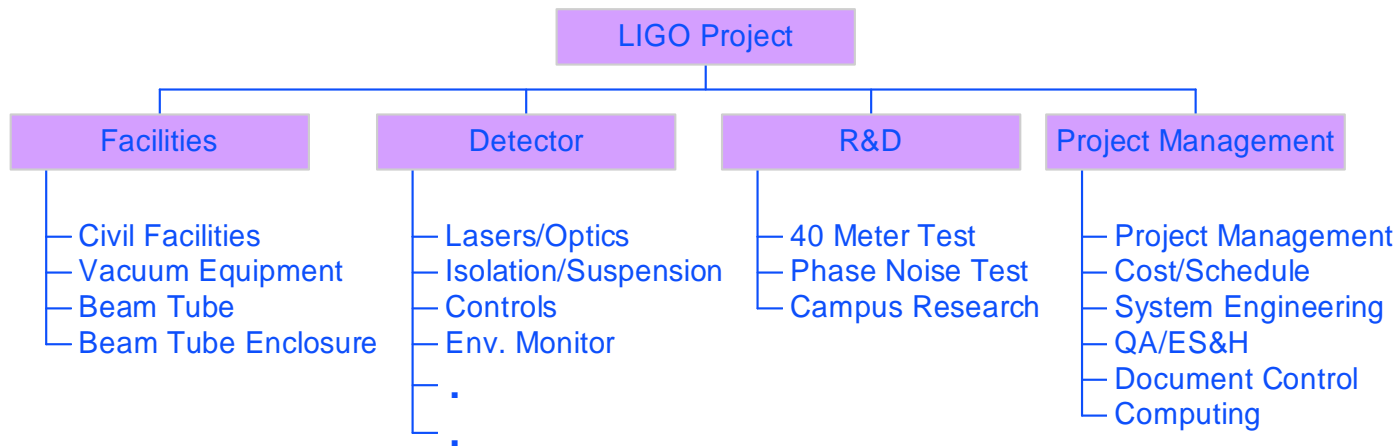 LIGO Project
Facilities
Civil Facilities
Vacuum Equipment
Beam Tube
Beam Tube Enclosure
Detector
Lasers/Optics
Isolation/Suspension
Controls
Env. Monitor
.
.
R&D
40 Meter Test
Phase Noise Test
Campus Research
Project Management
Project Management
Cost/Schedule
System Engineering
QA/ES&H
Document Control
Computing